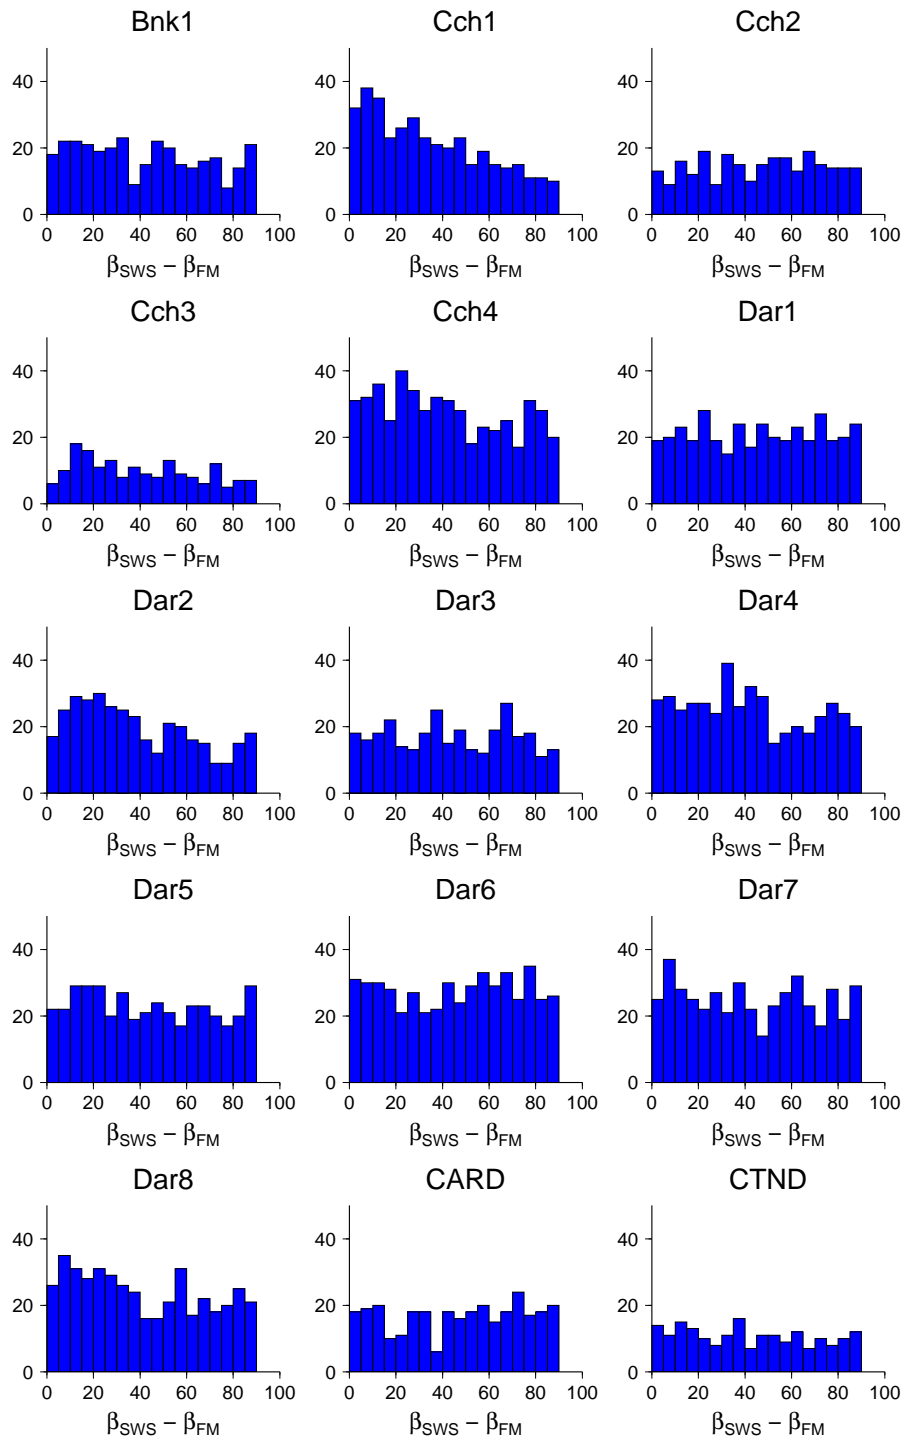 Bnk1 Cch1 Cch2
40 40 40
20 20 20
0 0 0
0 20 40 60 80 100 0 20 40 60 80 100 0 20 40 60 80 100
βSWS − βFM βSWS − βFM βSWS − βFM
Cch3 Cch4 Dar1
40 40 40
20 20 20
0 0 0
0 20 40 60 80 100 0 20 40 60 80 100 0 20 40 60 80 100
βSWS − βFM βSWS − βFM βSWS − βFM
Dar2 Dar3 Dar4
40 40 40
20 20 20
0 0 0
0 20 40 60 80 100 0 20 40 60 80 100 0 20 40 60 80 100
βSWS − βFM βSWS − βFM βSWS − βFM
Dar5 Dar6 Dar7
40 40 40
20 20 20
0 0 0
0 20 40 60 80 100 0 20 40 60 80 100 0 20 40 60 80 100
βSWS − βFM βSWS − βFM βSWS − βFM
Dar8 CARD CTND
40 40 40
20 20 20
0 0 0
0 20 40 60 80 100 0 20 40 60 80 100 0 20 40 60 80 100
βSWS − βFM βSWS − βFM βSWS − βFM